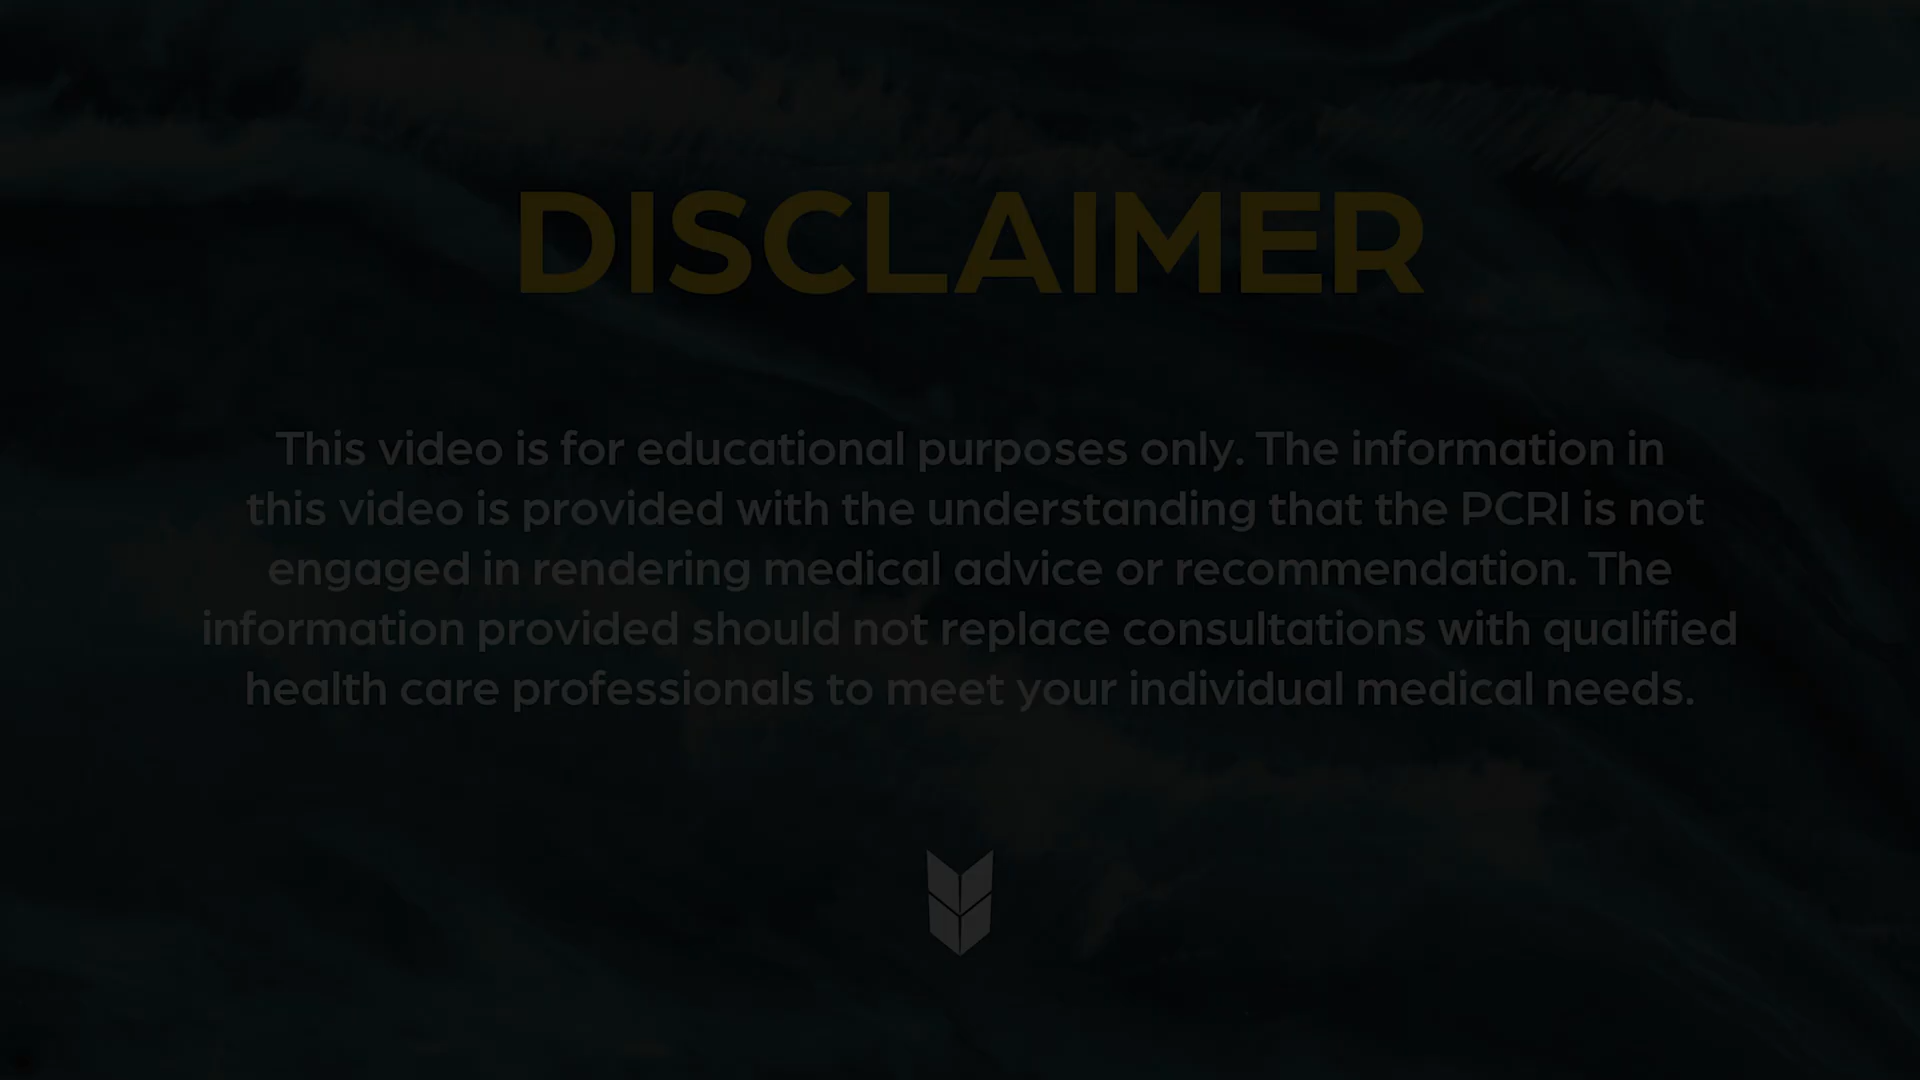 DISCLAIMER
This video is for educational purposes only. The information in
this video is provided with the understanding that the PCRI is not
engaged in rendering medical advice or recommendation. The
information provided should not replace consultations with qualified
health care professionals to meet your individual medical needs.